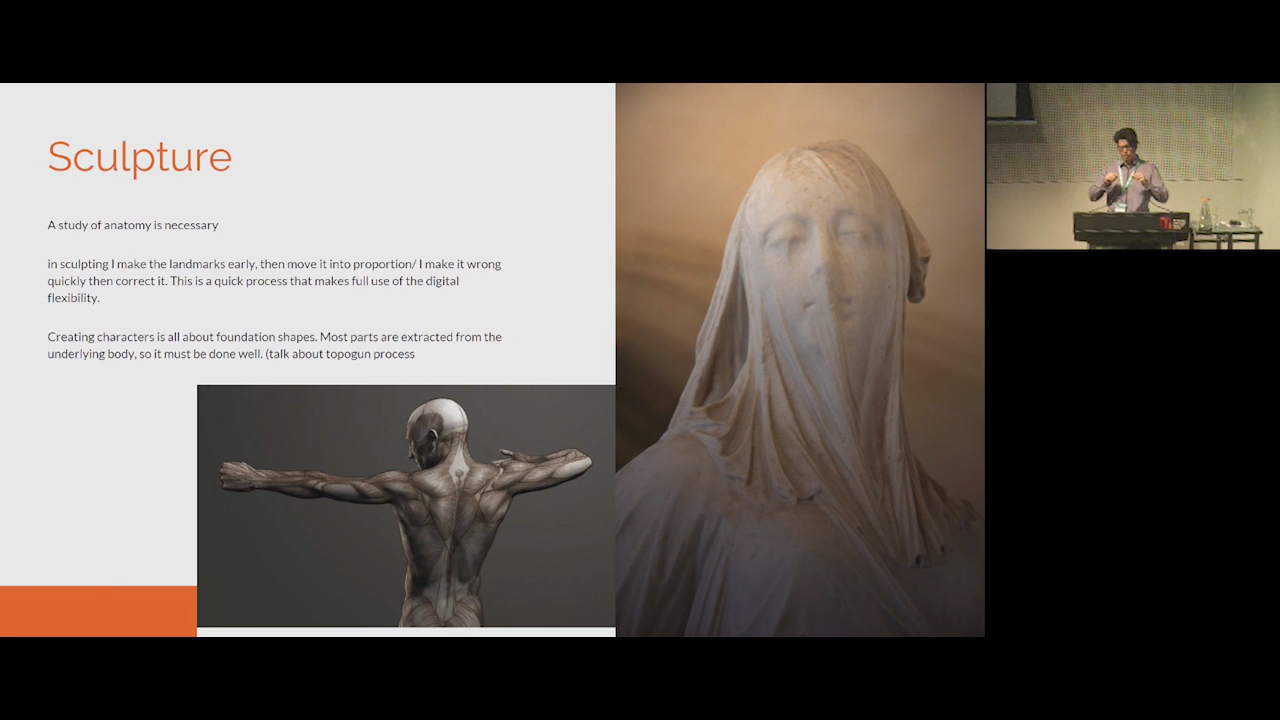 Sculpture
A study of anatomy is necessary
in sculpting I make the landmarks early, then move it into proportion/ I make it wrong
quickly then correct it. This is a quick process that makes full use of the digital
flexibility.
Creating characters is all about foundation shapes. Most parts are extracted from the
underlying body, so it must be done well. (talk about topogun process